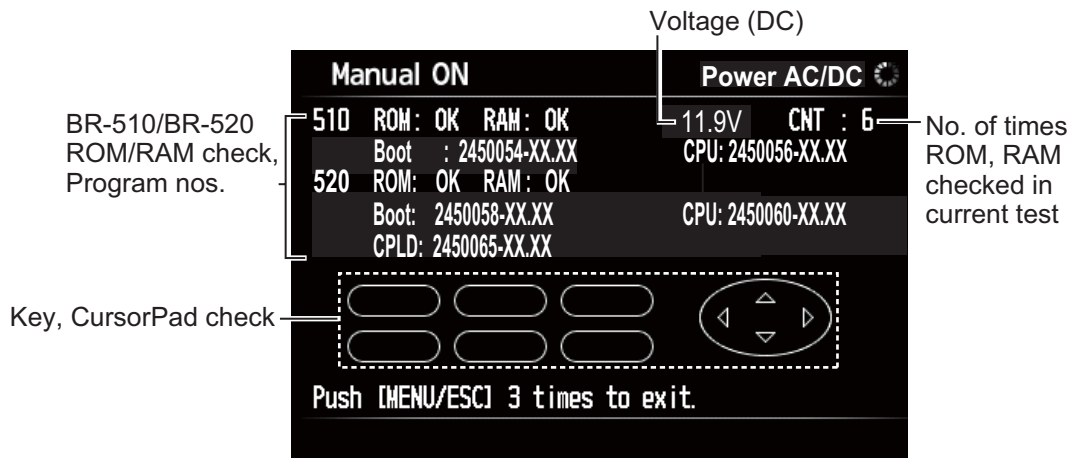 Voltage (DC)
Manual ON Power AC/DC
BR-510/BR-520
ROM/RAM check,
Program nos.
510 ROM: OK RAM: OK 11.9V CNT : 6
Boot : 2450054-XX.XX CPU: 2450056-XX.XX
520 ROM: OK RAM: OK
Boot: 2450058-XX.XX CPU: 2450060-XX.XX
CPLD: 2450065-XX.XX
No. of times
ROM, RAM
checked in
current test
Key, CursorPad check
Push [MENU/ESC] 3 times to exit.